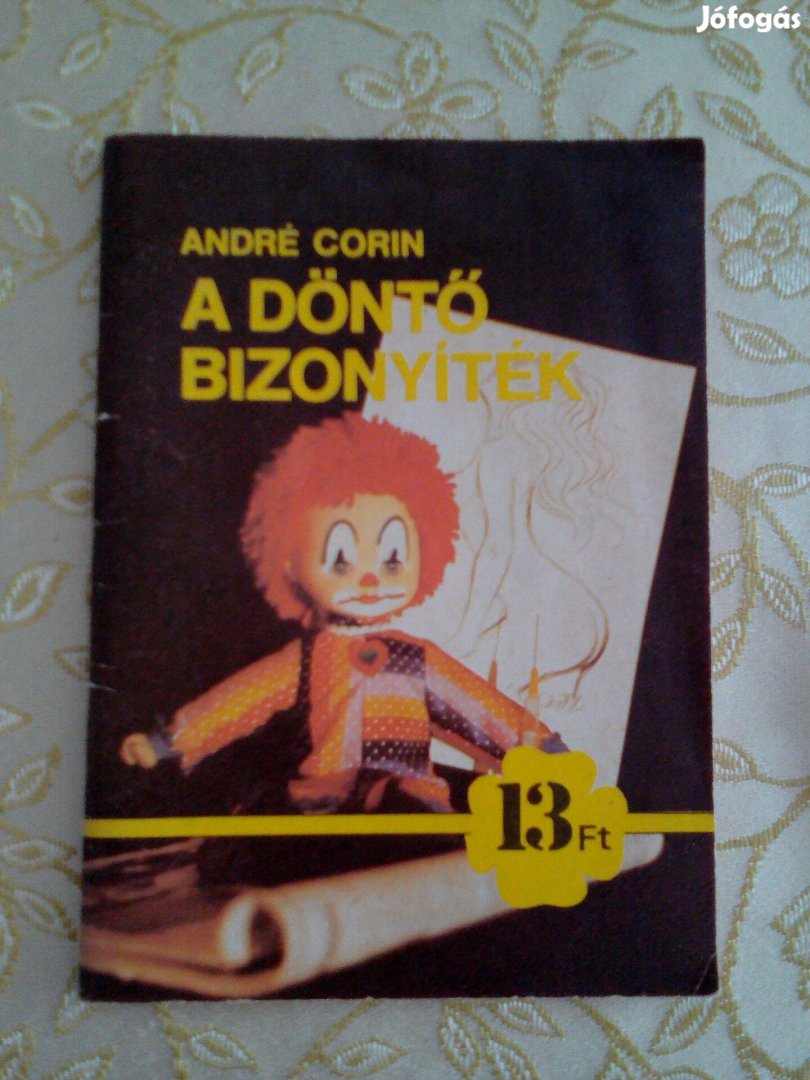 Jófogás
ANDRÉ CORIN
A DÖNTŐ
BIZONYÍTÉK
13 Ft